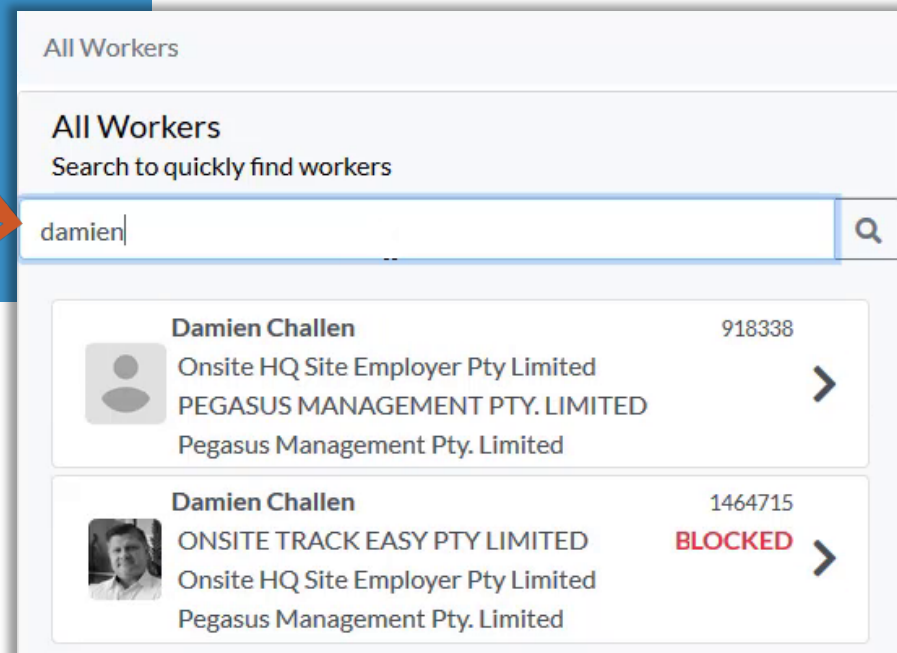 All Workers
All Workers
Search to quickly find workers
damien
Damien Challen 918338
Onsite HQ Site Employer Pty Limited
PEGASUS MANAGEMENT PTY. LIMITED
Pegasus Management Pty. Limited
Damien Challen 1464715
ONSITE TRACK EASY PTY LIMITED BLOCKED
Onsite HQ Site Employer Pty Limited
Pegasus Management Pty. Limited